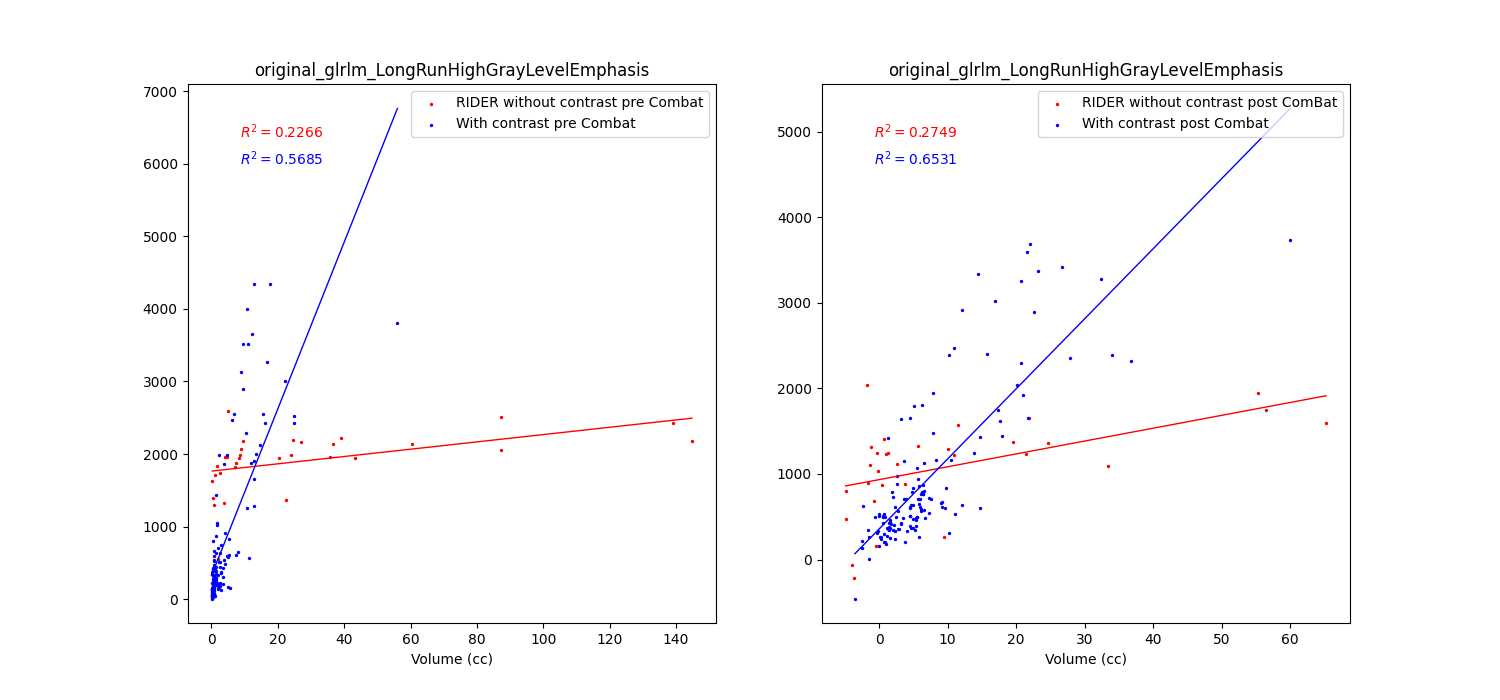 original_glrlm_LongRunHighGrayLevelEmphasis
7000
6000
5000
4000
3000
2000
1000
0
R² = 0.2266
R² = 0.5685
RIDER without contrast pre Combat
With contrast pre Combat
0 20 40 60 80 100 120 140
Volume (cc)
original_glrlm_LongRunHighGrayLevelEmphasis
5000
4000
3000
2000
1000
0
R² = 0.2749
R² = 0.6531
RIDER without contrast post ComBat
With contrast post Combat
0 10 20 30 40 50 60
Volume (cc)